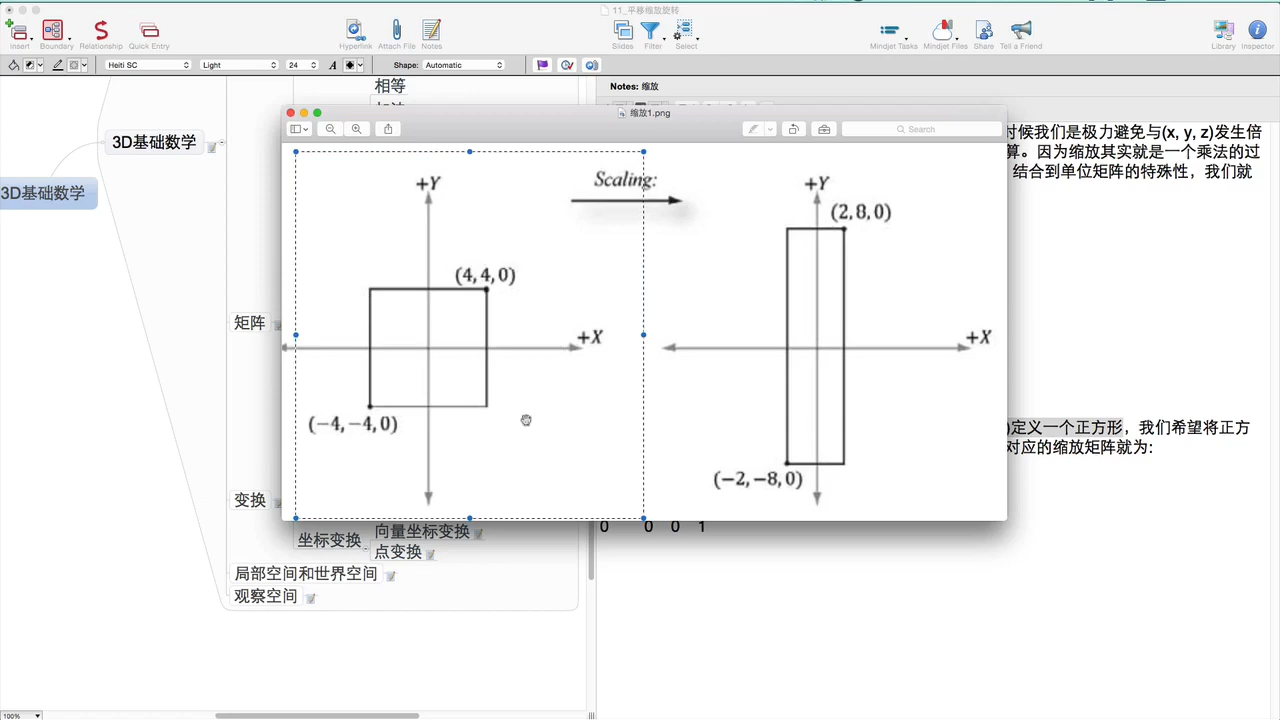 11_平移缩放旋转
Insert
Boundary
Relationship
Quick Entry
Hyperlink
Attach File
Notes
Slides
Filter
Select
Mindjet Tasks
Mindjet Files
Share
Tell a Friend
Library
Inspector
Heiti SC
Light
24
A
Shape:
Automatic
相等
Notes: 缩放
缩放1.png
Search
3D基础数学
3D基础数学
矩阵
变换
坐标变换
向量坐标变换
点变换
局部空间和世界空间
观察空间
Scaling:
+Y
(4,4,0)
+X
(−4,−4,0)
+Y
(2,8,0)
+X
(−2,−8,0)
时候我们是极力避免与(x, y, z)发生倍
算。因为缩放其实就是一个乘法的过
结合到单位矩阵的特殊性，我们就
)定义一个正方形，我们希望将正方
对应的缩放矩阵就为:
0 0 0 1
100%